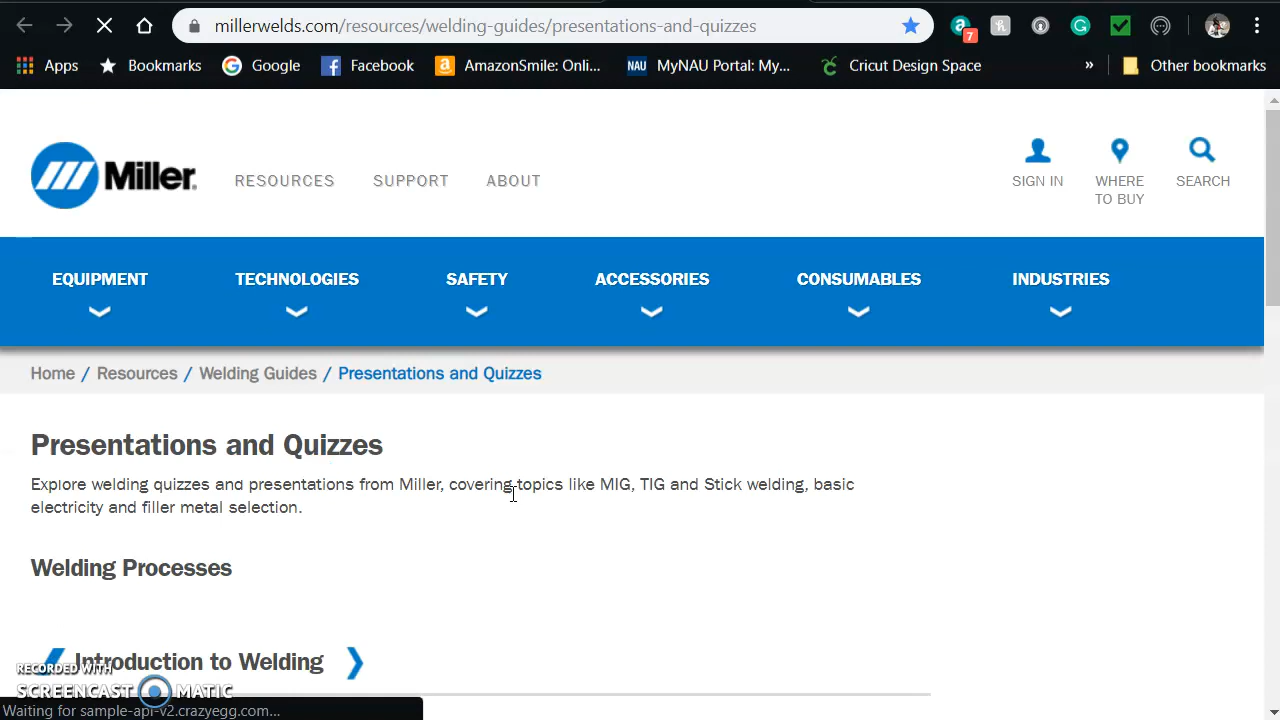 millerwelds.com/resources/welding-guides/presentations-and-quizzes
7
Apps Bookmarks Google Facebook AmazonSmile: Onli... NAU MyNAU Portal: My... Cricut Design Space » Other bookmarks
Miller. RESOURCES SUPPORT ABOUT
SIGN IN WHERE TO BUY SEARCH
EQUIPMENT TECHNOLOGIES SAFETY ACCESSORIES CONSUMABLES INDUSTRIES
Home / Resources / Welding Guides / Presentations and Quizzes
Presentations and Quizzes
Explore welding quizzes and presentations from Miller, covering topics like MIG, TIG and Stick welding, basic
electricity and filler metal selection.
Welding Processes
Introduction to Welding
RECORDED WITH
SCREENCAST MATIC
Waiting for sample-api-v2.crazyegg.com...